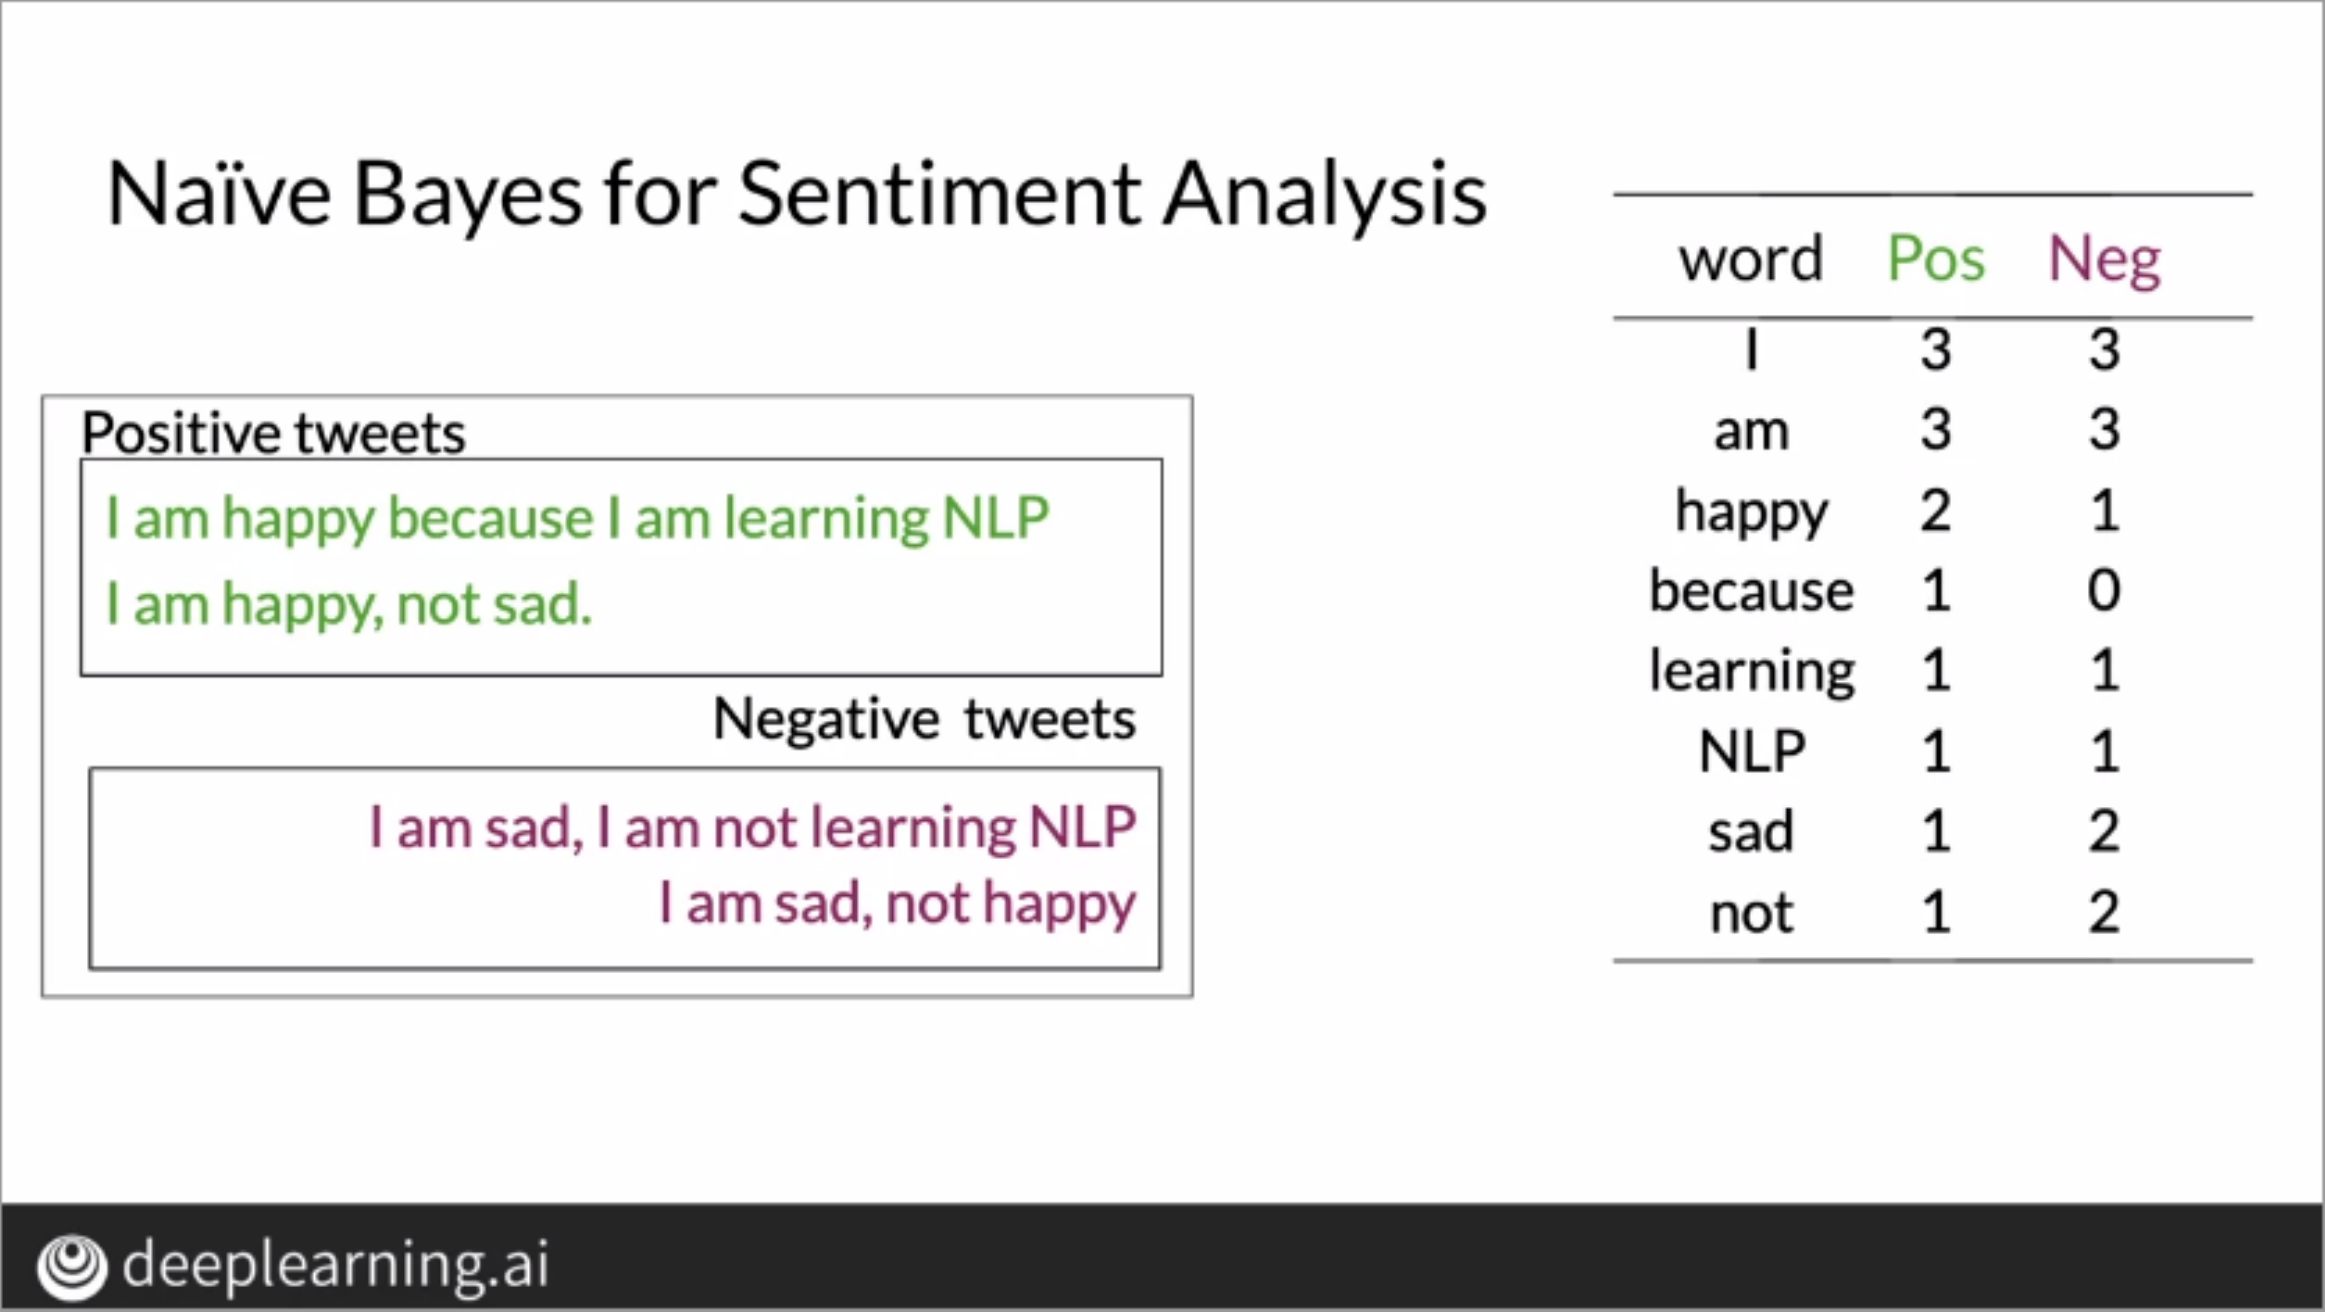 Naïve Bayes for Sentiment Analysis
Positive tweets
I am happy because I am learning NLP
I am happy, not sad.
Negative tweets
I am sad, I am not learning NLP
I am sad, not happy
word Pos Neg
I 3 3
am 3 3
happy 2 1
because 1 0
learning 1 1
NLP 1 1
sad 1 2
not 1 2
deeplearning.ai